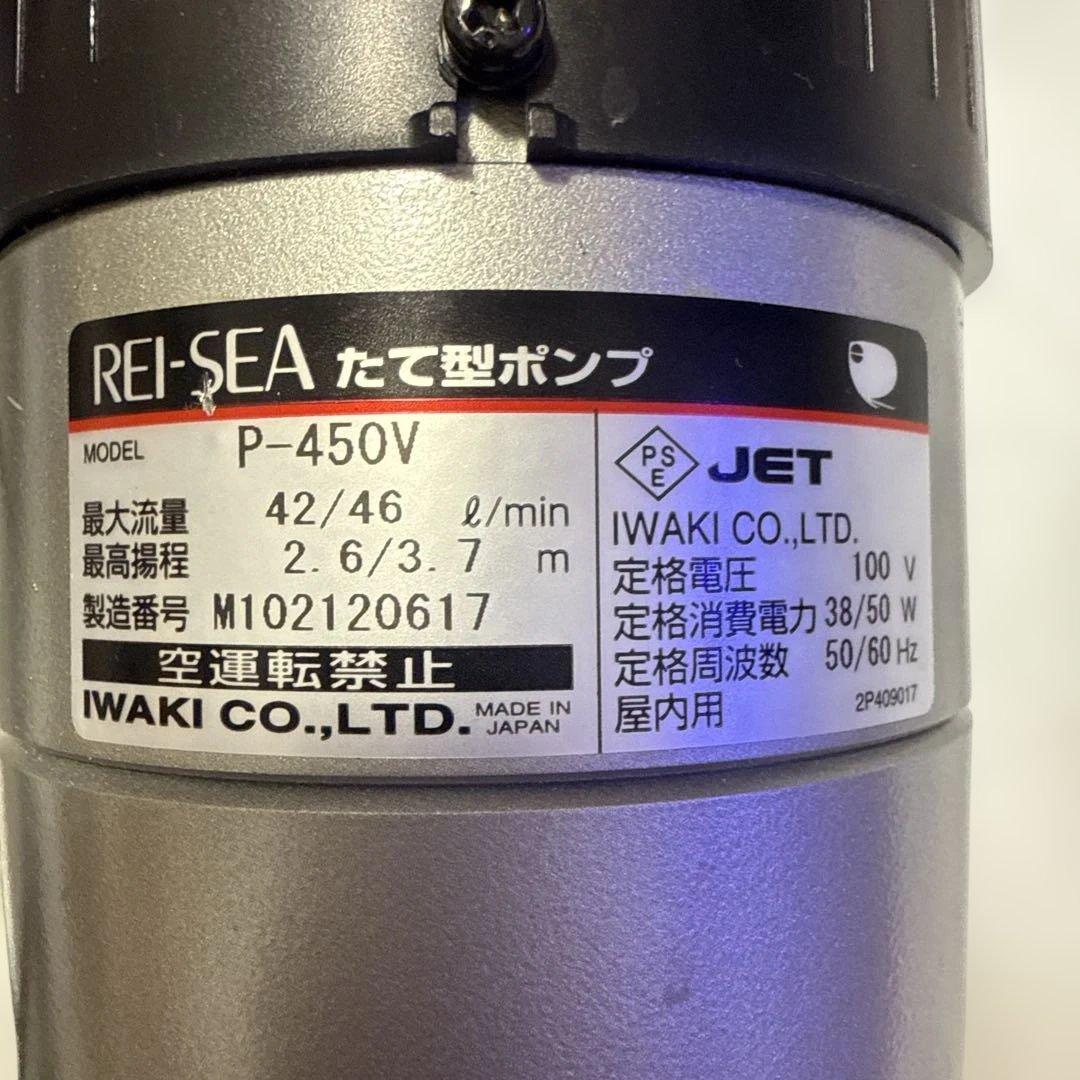 REI-SEA たて型ポンプ
MODEL P-450V
最大流量 42/46 ℓ/min
最高揚程 2.6/3.7 m
製造番号 M102120617
空運転禁止
IWAKI CO.,LTD. MADE IN JAPAN
PSE JET
IWAKI CO.,LTD.
定格電圧 100 V
定格消費電力 38/50 W
定格周波数 50/60 Hz
屋内用 2P409017